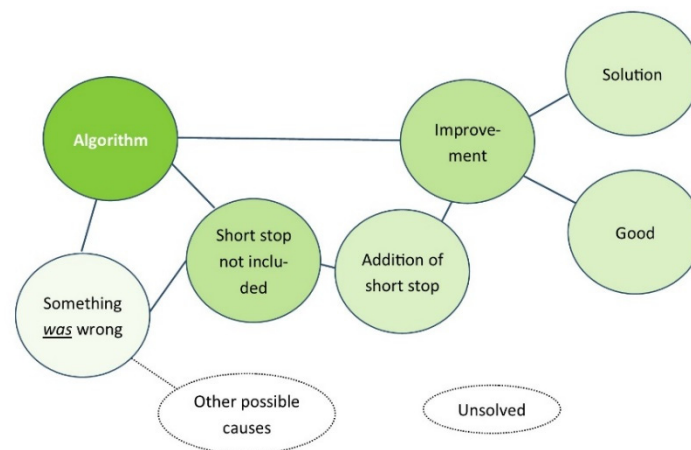 Solution
Algorithm
Improve-
ment
Short stop
not inclu-
ded
Addition of
short stop
Good
Something
was wrong
Other possible
causes
Unsolved